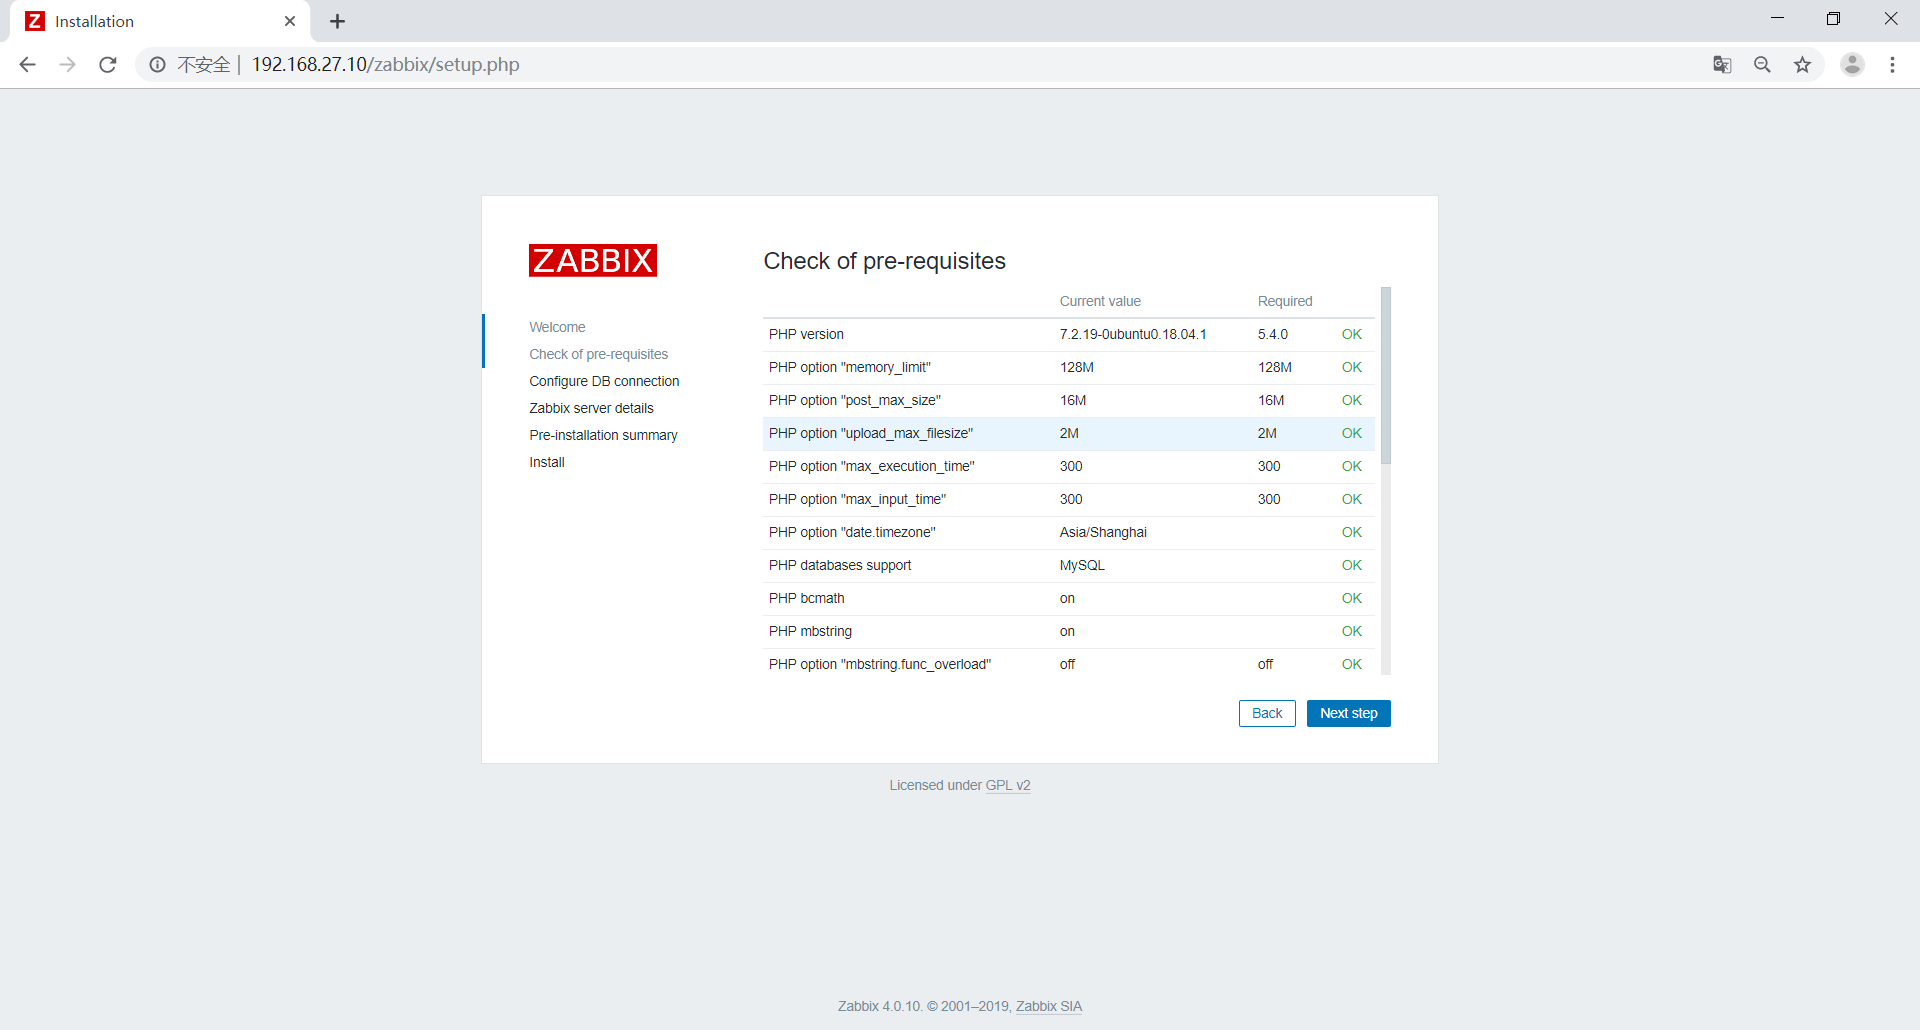 Z Installation
不安全 | 192.168.27.10/zabbix/setup.php
ZABBIX
Welcome
Check of pre-requisites
Configure DB connection
Zabbix server details
Pre-installation summary
Install
Check of pre-requisites
Current value Required
PHP version 7.2.19-0ubuntu0.18.04.1 5.4.0 OK
PHP option "memory_limit" 128M 128M OK
PHP option "post_max_size" 16M 16M OK
PHP option "upload_max_filesize" 2M 2M OK
PHP option "max_execution_time" 300 300 OK
PHP option "max_input_time" 300 300 OK
PHP option "date.timezone" Asia/Shanghai OK
PHP databases support MySQL OK
PHP bcmath on OK
PHP mbstring on OK
PHP option "mbstring.func_overload" off off OK
Back Next step
Licensed under GPL v2
Zabbix 4.0.10. © 2001–2019, Zabbix SIA